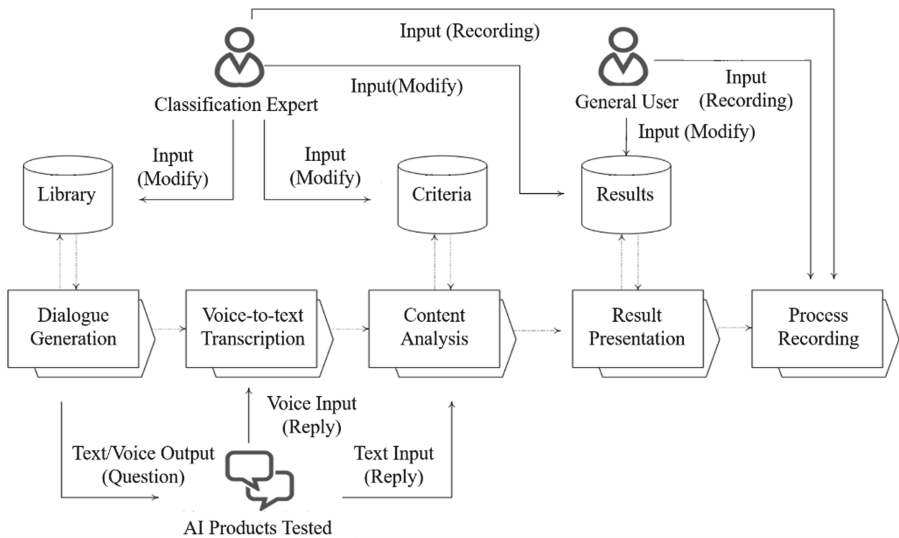 Input (Recording)
Classification Expert
Input(Modify)
General User
Input
(Recording)
Input (Modify)
Input
(Modify)
Input
(Modify)
Library
Criteria
Results
Dialogue
Generation
Voice-to-text
Transcription
Content
Analysis
Result
Presentation
Process
Recording
Text/Voice Output
(Question)
Voice Input
(Reply)
Text Input
(Reply)
AI Products Tested